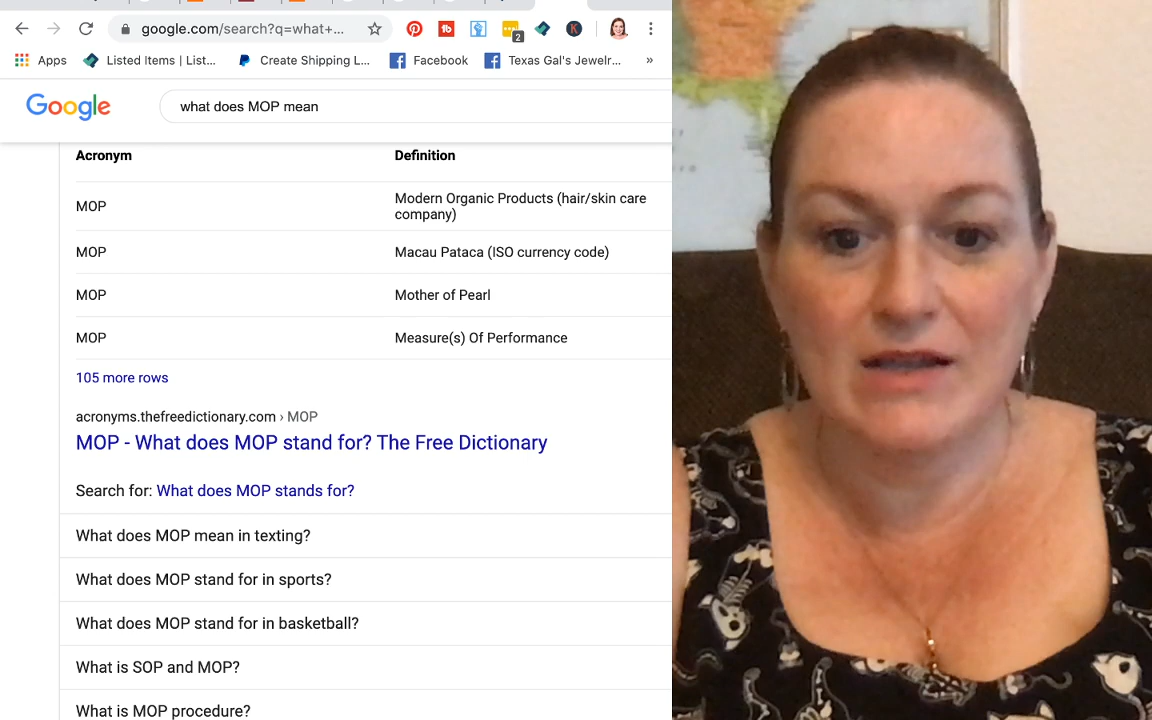 google.com/search?q=what+...
2
Apps
Listed Items | List...
Create Shipping L...
Facebook
Texas Gal's Jewelr...
»
Google
what does MOP mean
Acronym Definition
MOP Modern Organic Products (hair/skin care
company)
MOP Macau Pataca (ISO currency code)
MOP Mother of Pearl
MOP Measure(s) Of Performance
105 more rows
acronyms.thefreedictionary.com › MOP
MOP - What does MOP stand for? The Free Dictionary
Search for: What does MOP stands for?
What does MOP mean in texting?
What does MOP stand for in sports?
What does MOP stand for in basketball?
What is SOP and MOP?
What is MOP procedure?